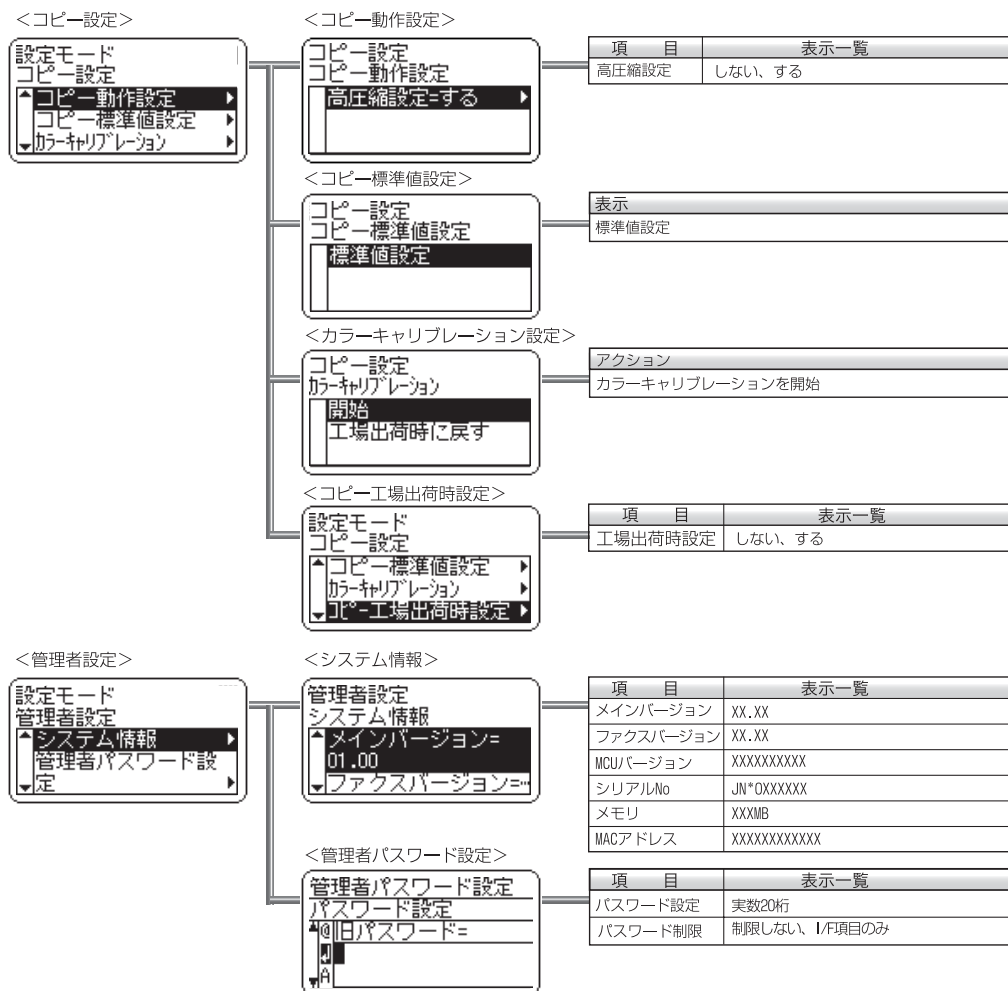 <コピー設定>
設定モード
コピー設定
コピー動作設定
コピー標準値設定
カラーキャリブレーション
<コピー動作設定>
コピー設定
コピー動作設定
高圧縮設定=する
項　　目　表示一覧
高圧縮設定　しない、する
<コピー標準値設定>
コピー設定
コピー標準値設定
標準値設定
表示
標準値設定
<カラーキャリブレーション設定>
コピー設定
カラーキャリブレーション
開始
工場出荷時に戻す
アクション
カラーキャリブレーションを開始
<コピー工場出荷時設定>
設定モード
コピー設定
コピー標準値設定
カラーキャリブレーション
コピー工場出荷時設定
項　　目　表示一覧
工場出荷時設定　しない、する
<管理者設定>
設定モード
管理者設定
システム情報
管理者パスワード設
定
<システム情報>
管理者設定
システム情報
メインバージョン=
01.00
ファクスバージョン=…
項　　目　表示一覧
メインバージョン　XX.XX
ファクスバージョン　XX.XX
MCUバージョン　XXXXXXXXXX
シリアルNo　JN*0XXXXXX
メモリ　XXXMB
MACアドレス　XXXXXXXXXXXX
<管理者パスワード設定>
管理者パスワード設定
パスワード設定
@旧パスワード=
A
項　　目　表示一覧
パスワード設定　実数20桁
パスワード制限　制限しない、I/F項目のみ